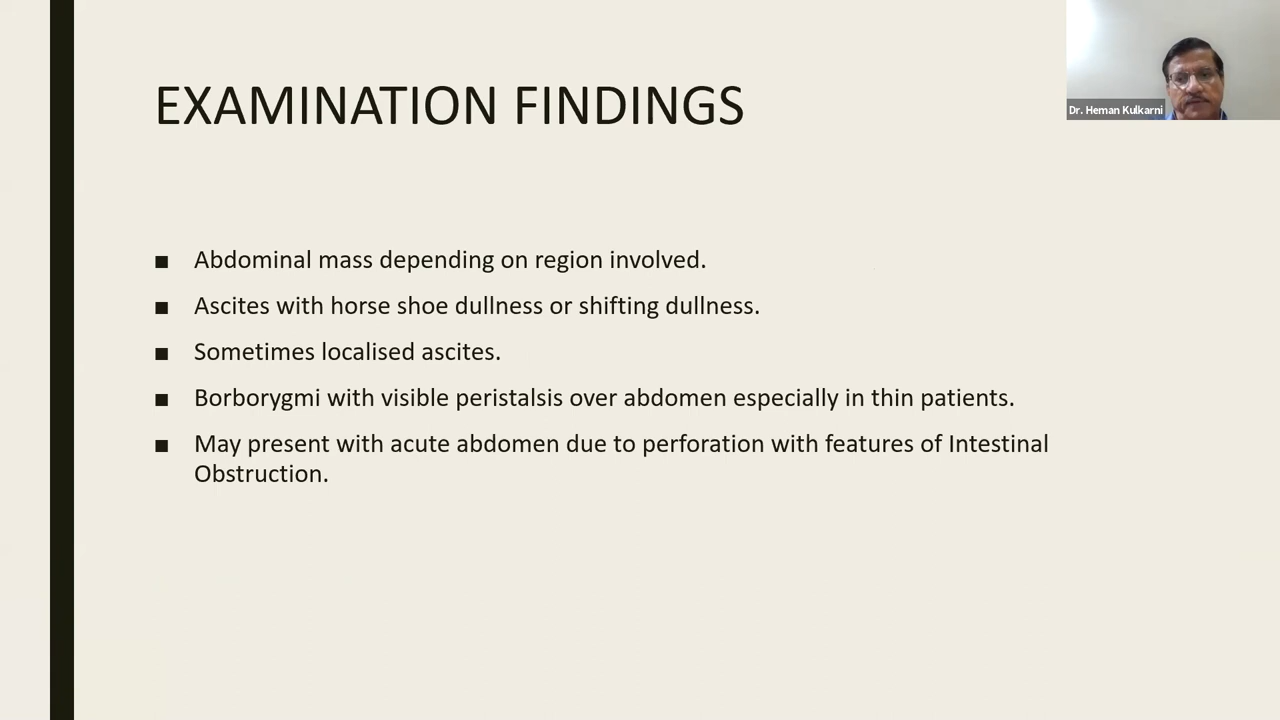 EXAMINATION FINDINGS
Dr. Heman Kulkarni
■ Abdominal mass depending on region involved.
■ Ascites with horse shoe dullness or shifting dullness.
■ Sometimes localised ascites.
■ Borborygmi with visible peristalsis over abdomen especially in thin patients.
■ May present with acute abdomen due to perforation with features of Intestinal
Obstruction.